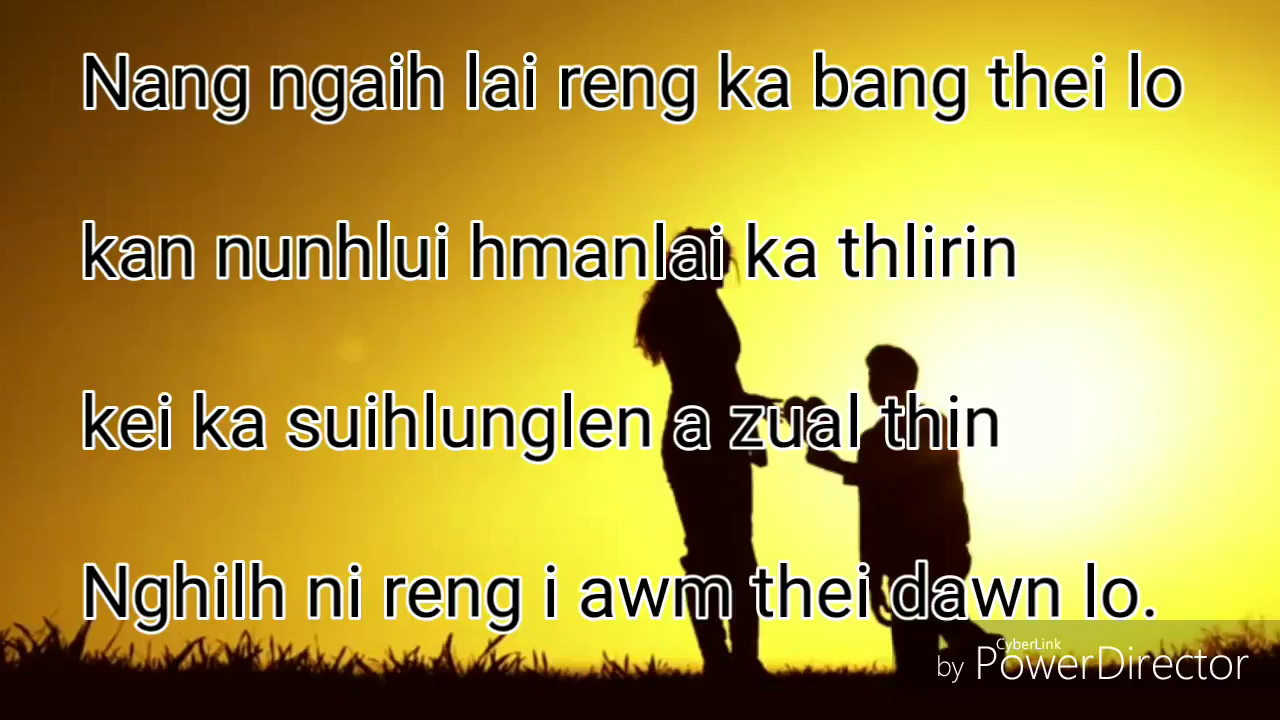 Nang ngaih lai reng ka bang thei lo
kan nunhlui hmanlai ka thlirin
kei ka suihlunglen a zual thin
Nghilh ni reng i awm thei dawn lo.
CyberLink
by PowerDirector